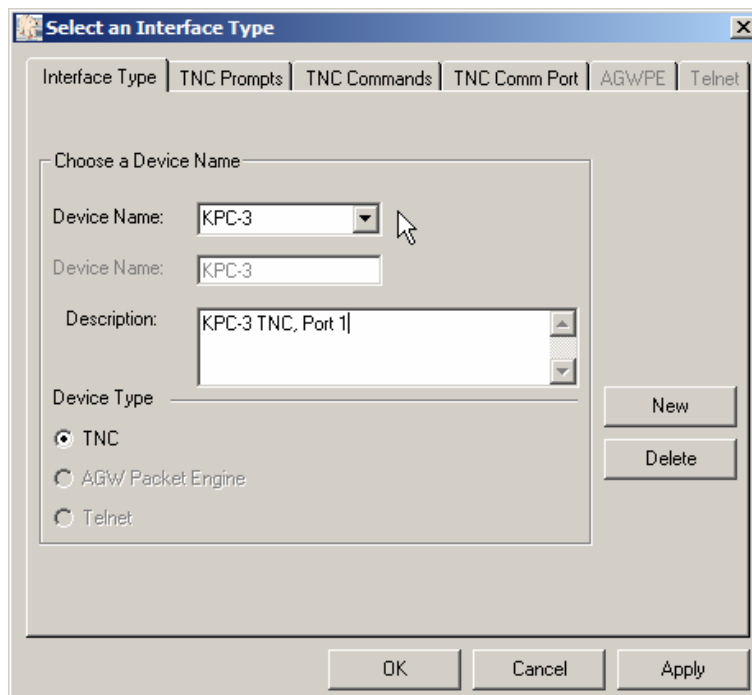 Select an Interface Type
Interface Type TNC Prompts TNC Commands TNC Comm Port AGWPE Telnet
Choose a Device Name
Device Name: KPC-3
Device Name: KPC-3
Description: KPC-3 TNC, Port 1
Device Type
New
TNC
Delete
AGW Packet Engine
Telnet
OK Cancel Apply